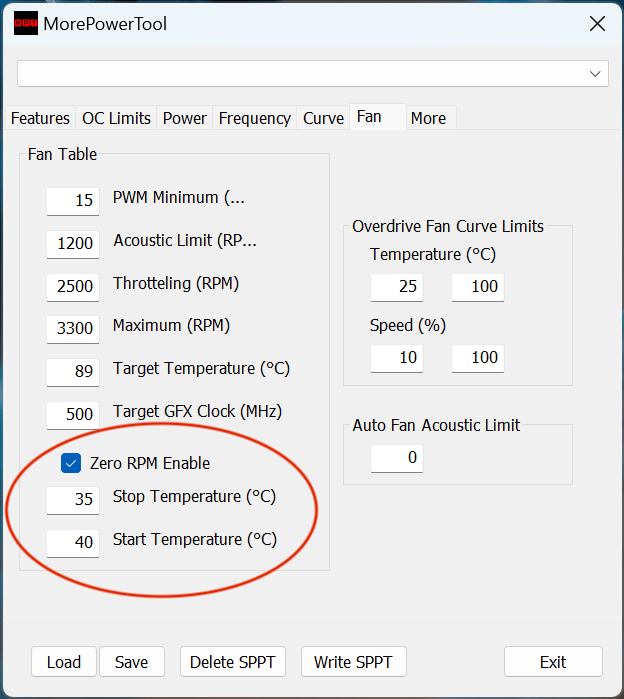 MorePowerTool
Features OC Limits Power Frequency Curve Fan More
Fan Table
15 PWM Minimum (...
1200 Acoustic Limit (RP...
2500 Throtteling (RPM)
3300 Maximum (RPM)
89 Target Temperature (°C)
500 Target GFX Clock (MHz)
Zero RPM Enable
35 Stop Temperature (°C)
40 Start Temperature (°C)
Overdrive Fan Curve Limits
Temperature (°C)
25 100
Speed (%)
10 100
Auto Fan Acoustic Limit
0
Load Save Delete SPPT Write SPPT Exit